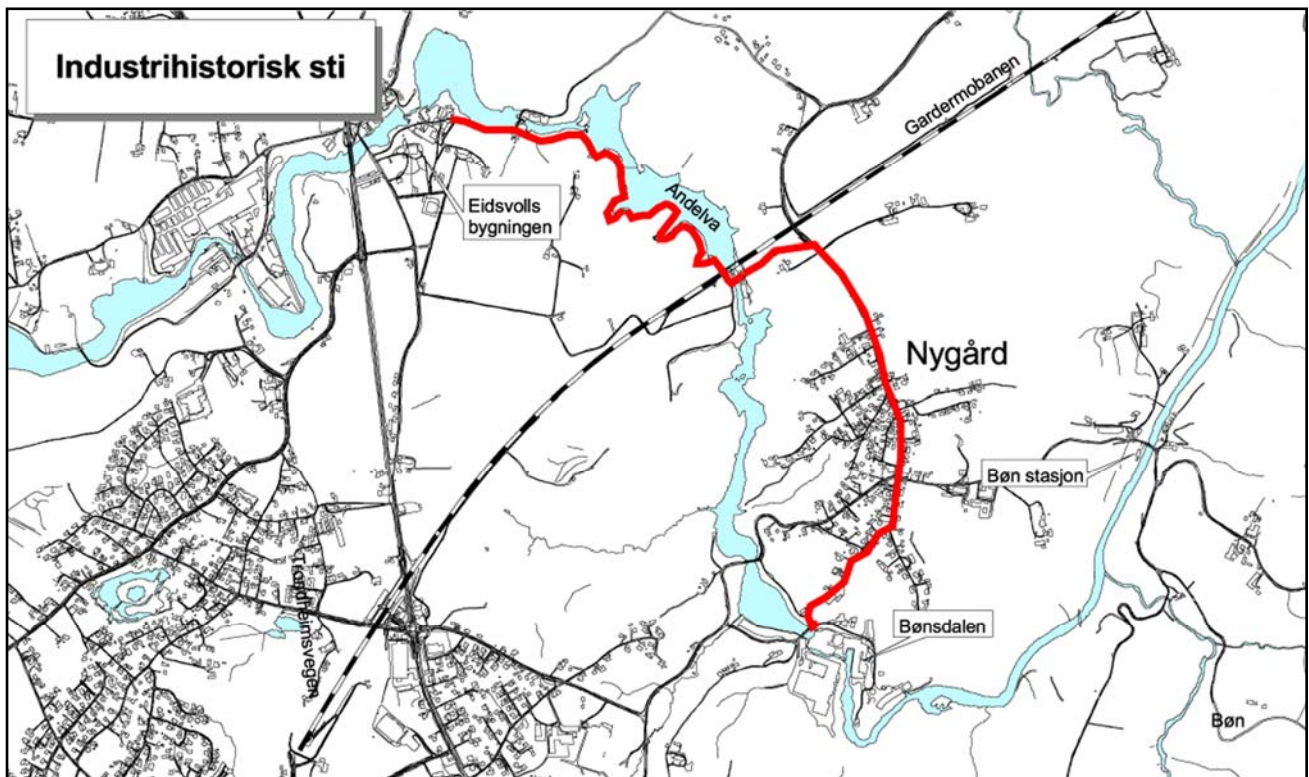 Industrihistorisk sti
Gardermobanen
Eidsvolls
bygningen
Andelva
Nygård
Bøn stasjon
Trondheimsvegen
Bønsdalen
Bøn